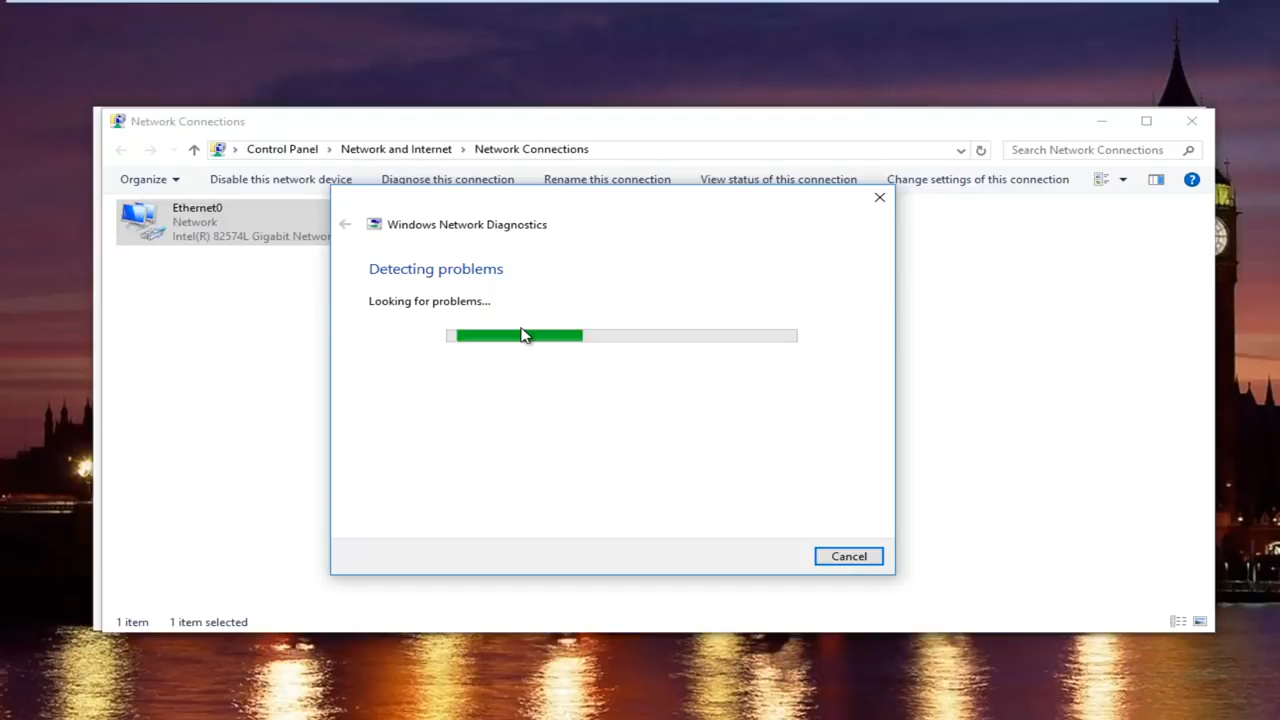 Network Connections
Control Panel > Network and Internet > Network Connections
Search Network Connections
Organize
Disable this network device
Diagnose this connection
Rename this connection
View status of this connection
Change settings of this connection
Ethernet0
Network
Intel(R) 82574L Gigabit Networ
Windows Network Diagnostics
Detecting problems
Looking for problems...
Cancel
1 item
1 item selected